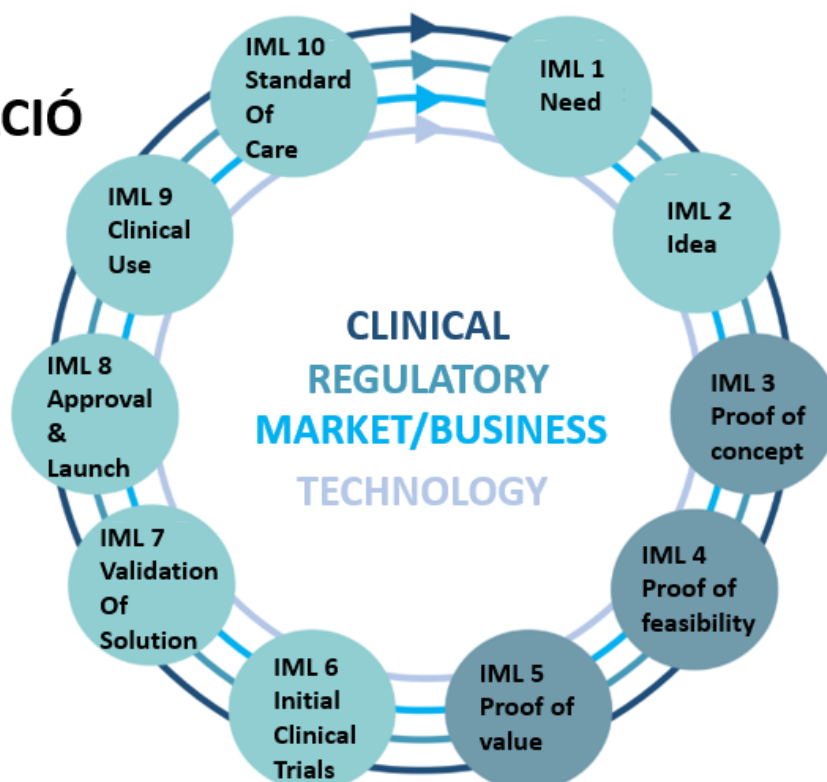 CIÓ
IML 10
Standard
Of
Care
IML 1
Need
IML 2
Idea
IML 3
Proof of
concept
IML 4
Proof of
feasibility
IML 5
Proof of
value
IML 6
Initial
Clinical
Trials
IML 7
Validation
Of
Solution
IML 8
Approval
&
Launch
IML 9
Clinical
Use
CLINICAL
REGULATORY
MARKET/BUSINESS
TECHNOLOGY